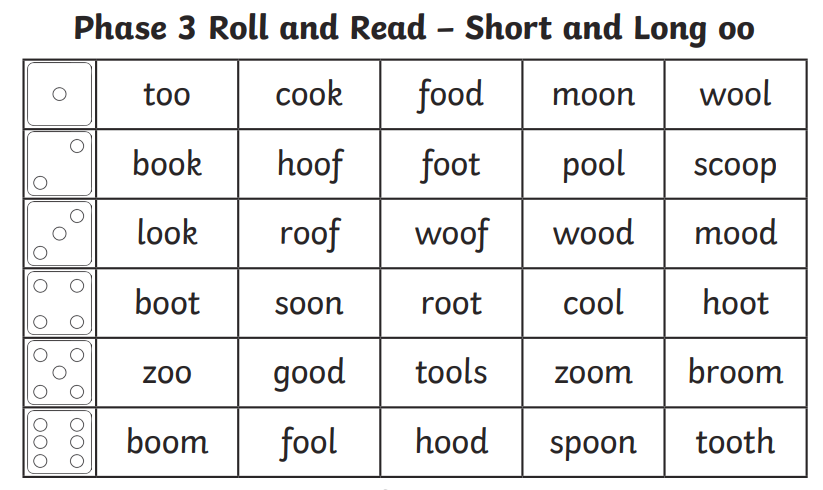 Phase 3 Roll and Read – Short and Long oo
too cook food moon wool
book hoof foot pool scoop
look roof woof wood mood
boot soon root cool hoot
zoo good tools zoom broom
boom fool hood spoon tooth